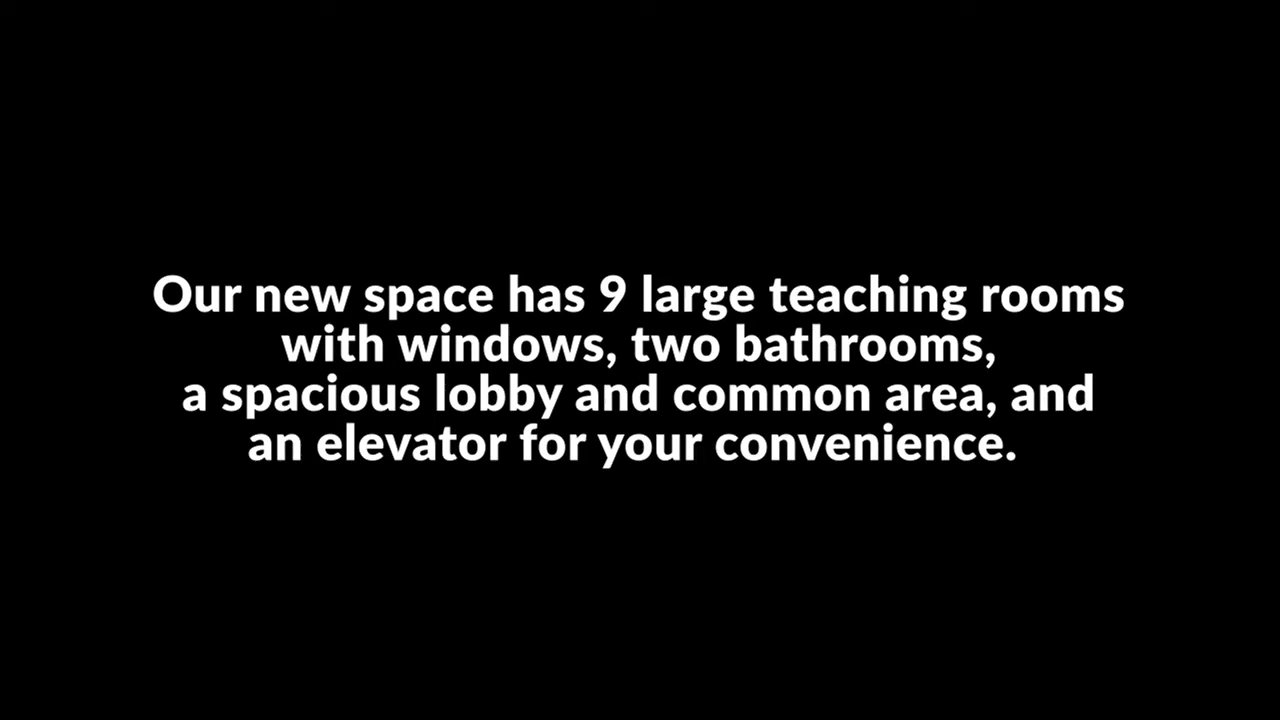 Our new space has 9 large teaching rooms
with windows, two bathrooms,
a spacious lobby and common area, and
an elevator for your convenience.